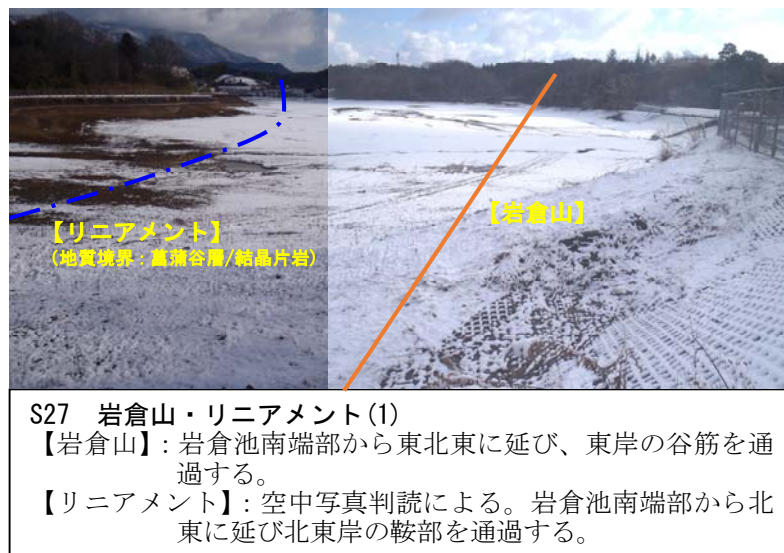 【リニアメント】
(地質境界：菖蒲谷層/結晶片岩)
【岩倉山】
S27 岩倉山・リニアメント(1)
【岩倉山】：岩倉池南端部から東北東に延び、東岸の谷筋を通
過する。
【リニアメント】：空中写真判読による。岩倉池南端部から北
東に延び北東岸の鞍部を通過する。